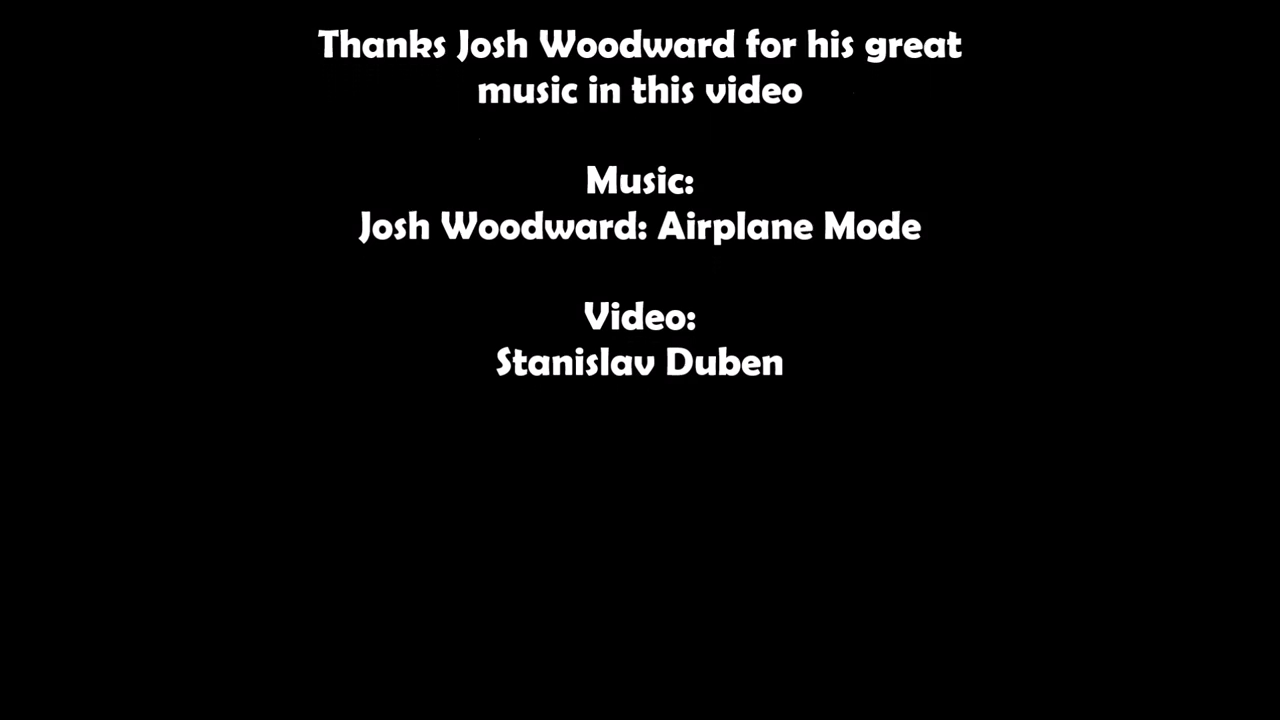 Thanks Josh Woodward for his great
music in this video
Music:
Josh Woodward: Airplane Mode
Video:
Stanislav Duben